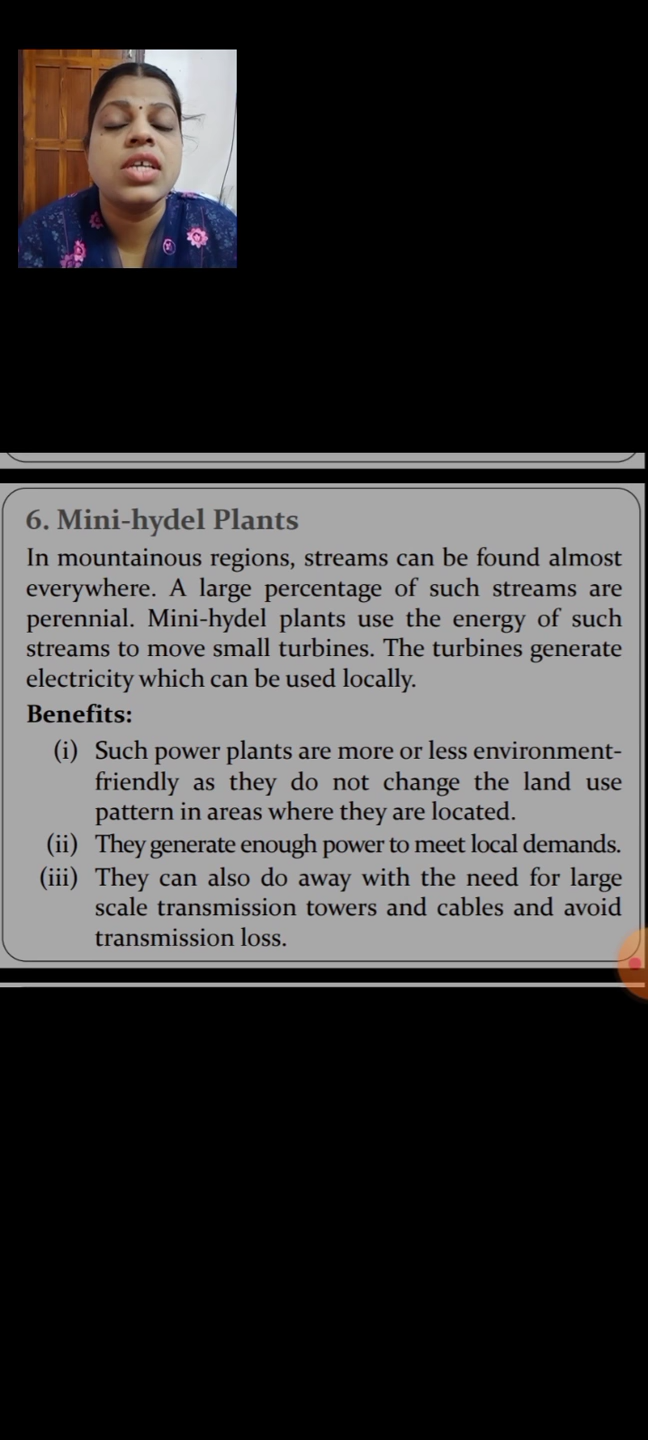 6. Mini-hydel Plants
In mountainous regions, streams can be found almost
everywhere. A large percentage of such streams are
perennial. Mini-hydel plants use the energy of such
streams to move small turbines. The turbines generate
electricity which can be used locally.
Benefits:
(i) Such power plants are more or less environment-
friendly as they do not change the land use
pattern in areas where they are located.
(ii) They generate enough power to meet local demands.
(iii) They can also do away with the need for large
scale transmission towers and cables and avoid
transmission loss.